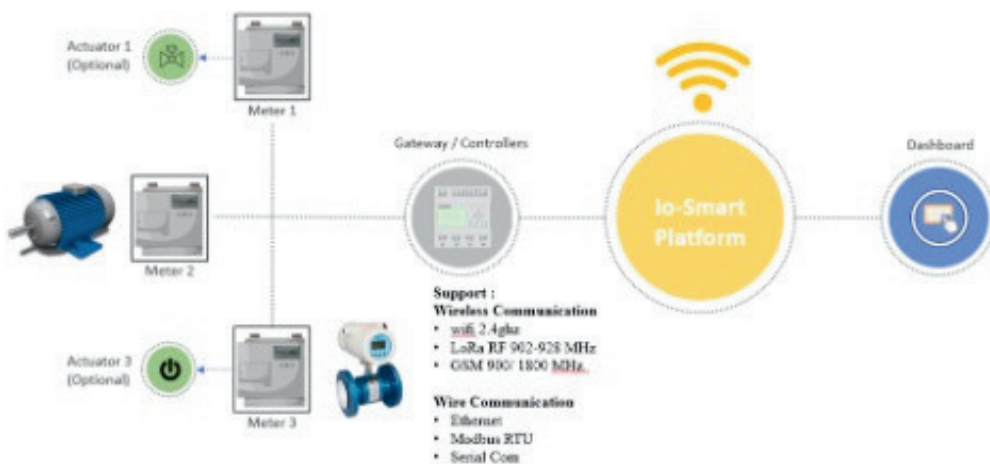 Actuator 1
(Optional)
Meter 1
Gateway / Controllers
Dashboard
Io-Smart
Platform
Meter 2
Support :
Wireless Communication
• wifi 2.4ghz
• LoRa RF 902-928 MHz
• GSM 900/ 1800 MHz.
Actuator 3
(Optional)
Meter 3
Wire Communication
• Ethernet
• Modbus RTU
• Serial Com